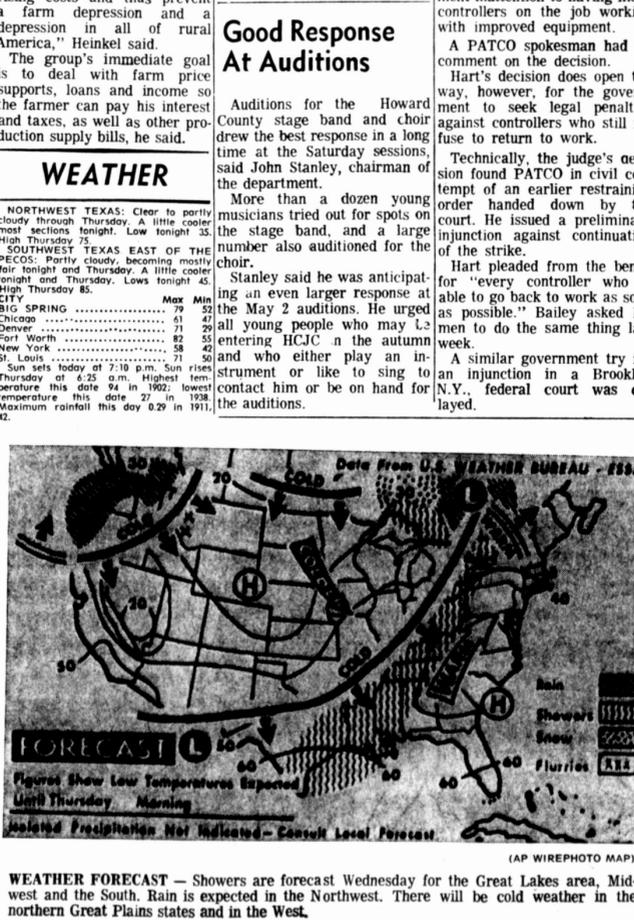 a farm depression and a
depression in all of rural
America," Heinkel said.
The group's immediate goal
is to deal with farm price
supports, loans and income so
the farmer can pay his interest
and taxes, as well as other pro-
duction supply bills, he said.
WEATHER
NORTHWEST TEXAS: Clear to partly
cloudy through Thursday. A little cooler
most sections tonight. Low tonight 35.
High Thursday 75.
SOUTHWEST TEXAS EAST OF THE
PECOS: Partly cloudy, becoming mostly
fair tonight and Thursday. A little cooler
tonight and Thursday. Lows tonight 45.
High Thursday 85.
CITY Max Min
BIG SPRING 79 52
Chicago 61 47
Denver 71 29
Fort Worth 82 55
New York 58 42
St. Louis 71 50
Sun sets today at 7:10 p.m. Sun rises
Thursday at 6:25 a.m. Highest tem-
perature this date 94 in 1902; lowest
temperature this date 27 in 1938.
Maximum rainfall this day 0.29 in 1911,
42.
Good Response
At Auditions
Auditions for the Howard
County stage band and choir
drew the best response in a long
time at the Saturday sessions,
said John Stanley, chairman of
the department.
More than a dozen young
musicians tried out for spots on
the stage band, and a large
number also auditioned for the
choir.
Stanley said he was anticipat-
ing an even larger response at
the May 2 auditions. He urged
all young people who may be
entering HCJC in the autumn
and who either play an in-
strument or like to sing to
contact him or be on hand for
the auditions.
controllers on the job worki
with improved equipment.
A PATCO spokesman had
comment on the decision.
Hart's decision does open t
way, however, for the gove
ment to seek legal penalt
against controllers who still
fuse to return to work.
Technically, the judge's de
sion found PATCO in civil co
tempt of an earlier restraini
order handed down by t
court. He issued a prelimina
injunction against continuati
of the strike.
Hart pleaded from the ben
for "every controller who
able to go back to work as so
as possible." Bailey asked
men to do the same thing la
week.
A similar government try
an injunction in a Brookl
N.Y., federal court was d
layed.
Data From U.S. WEATHER BUREAU - ESSA
COLD
20
L
H
20
50
COLD
40
H
Rain
Showers
Snow
Flurries
FORECAST
L
50
60
60
60
60
Figures Show Low Temperatures Expected
Until Thursday Morning
Isolated Precipitation Not Indicated - Consult Local Forecast
(AP WIREPHOTO MAP)
WEATHER FORECAST — Showers are forecast Wednesday for the Great Lakes area, Mid-
west and the South. Rain is expected in the Northwest. There will be cold weather in the
northern Great Plains states and in the West.